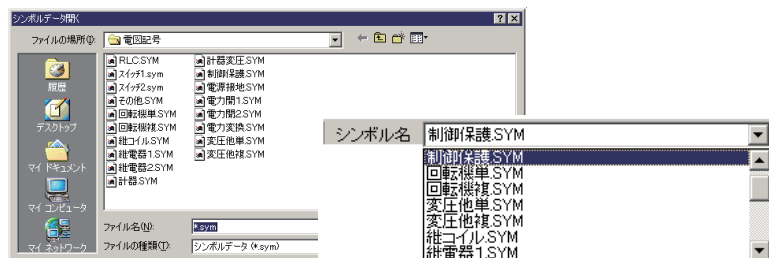 シンボルデータ開く
ファイルの場所(I): 電図記号
履歴
デスクトップ
マイ ドキュメント
マイ コンピュータ
マイ ネットワーク
RLC.SYM
スイッチ1.sym
スイッチ2.sym
その他.SYM
回転機単.SYM
回転機複.SYM
継コイル.SYM
継電器1.SYM
継電器2.SYM
計器.SYM
計器変圧.SYM
制御保護.SYM
電源接地.SYM
電力開1.SYM
電力開2.SYM
電力変換.SYM
変圧他単.SYM
変圧他複.SYM
ファイル名(N): *.sym
ファイルの種類(T): シンボルデータ (*.sym)
シンボル名 制御保護.SYM
制御保護.SYM
回転機単.SYM
回転機複.SYM
変圧他単.SYM
変圧他複.SYM
継コイル.SYM
継電器1.SYM